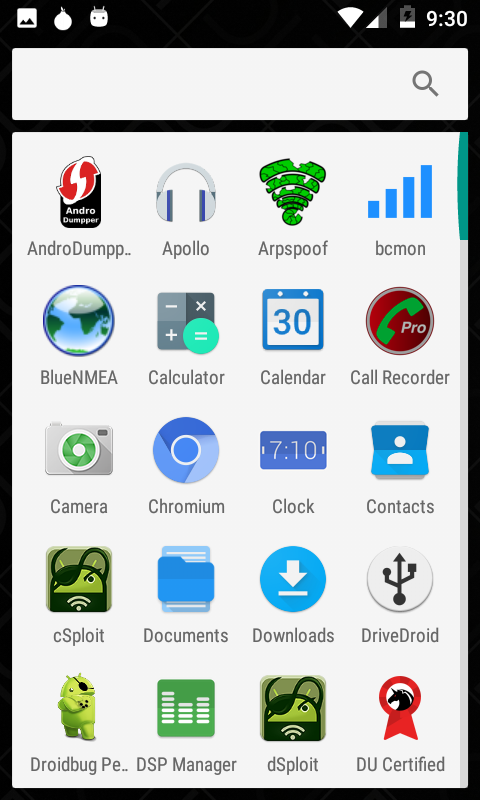 9:30
Andro
Dumpper
AndroDumpp..
Apollo
Arpspoof
bcmon
30
Pro
BlueNMEA
Calculator
Calendar
Call Recorder
7:10
Camera
Chromium
Clock
Contacts
cSploit
Documents
Downloads
DriveDroid
Droidbug Pe..
DSP Manager
dSploit
DU Certified